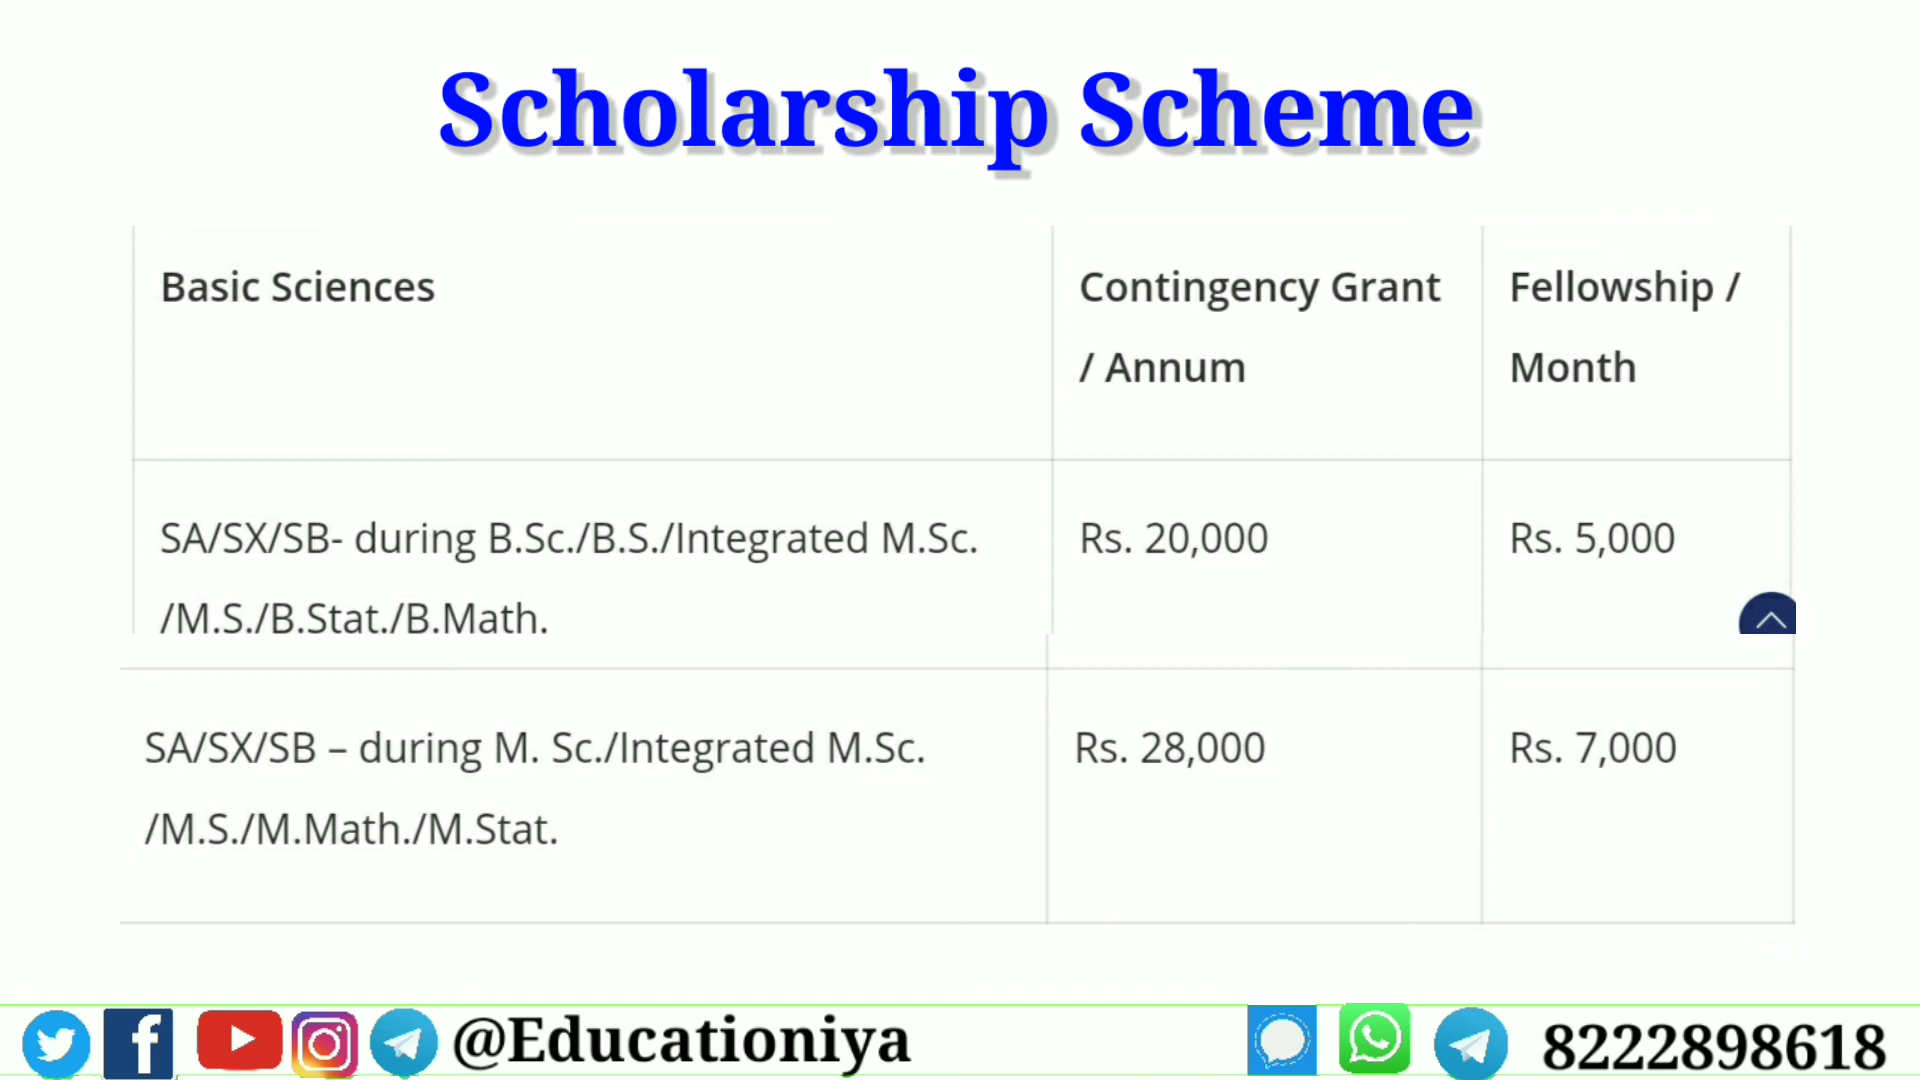 Scholarship Scheme
Basic Sciences
Contingency Grant
/ Annum
Fellowship /
Month
SA/SX/SB- during B.Sc./B.S./Integrated M.Sc.
/M.S./B.Stat./B.Math.
Rs. 20,000
Rs. 5,000
SA/SX/SB – during M. Sc./Integrated M.Sc.
/M.S./M.Math./M.Stat.
Rs. 28,000
Rs. 7,000
@Educationiya
8222898618